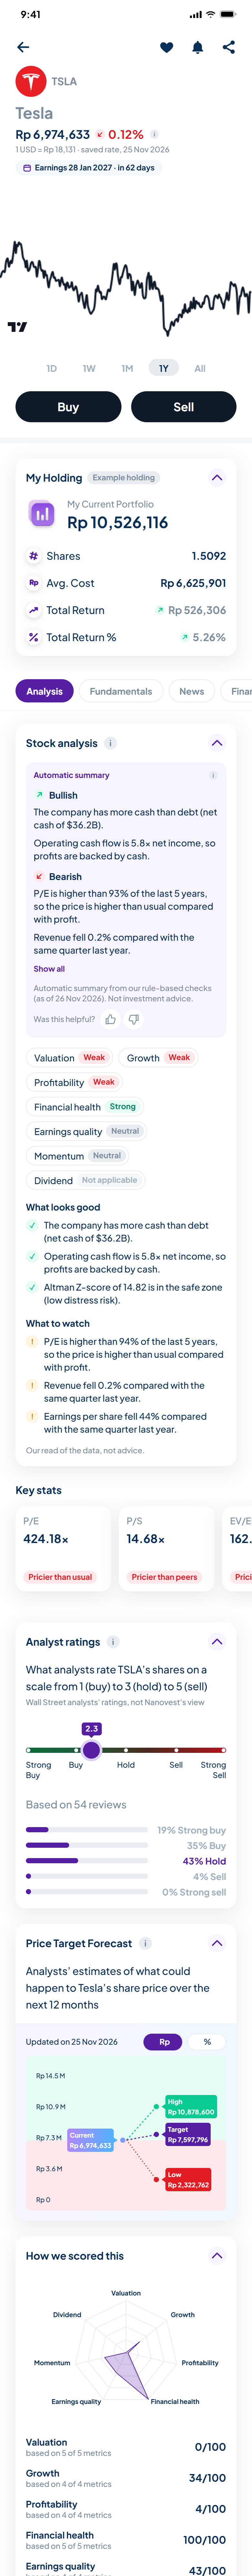 9:41
TSLA
Tesla
Rp 6,974,633 0.12%
1 USD = Rp 18,131 · saved rate, 25 Nov 2026
Earnings 28 Jan 2027 · in 62 days
1D 1W 1M 1Y All
Buy Sell
My Holding Example holding
My Current Portfolio
Rp 10,526,116
Shares 1.5092
Rp Avg. Cost Rp 6,625,901
Total Return Rp 526,306
Total Return % 5.26%
Analysis Fundamentals News Finan
Stock analysis
Automatic summary
Bullish
The company has more cash than debt (net
cash of $36.2B).
Operating cash flow is 5.8× net income, so
profits are backed by cash.
Bearish
P/E is higher than 93% of the last 5 years,
so the price is higher than usual compared
with profit.
Revenue fell 0.2% compared with the
same quarter last year.
Show all
Automatic summary from our rule-based checks
(as of 26 Nov 2026). Not investment advice.
Was this helpful?
Valuation Weak Growth Weak
Profitability Weak
Financial health Strong
Earnings quality Neutral
Momentum Neutral
Dividend Not applicable
What looks good
The company has more cash than debt
(net cash of $36.2B).
Operating cash flow is 5.8× net income, so
profits are backed by cash.
Altman Z-score of 14.82 is in the safe zone
(low distress risk).
What to watch
P/E is higher than 94% of the last 5 years,
so the price is higher than usual compared
with profit.
Revenue fell 0.2% compared with the
same quarter last year.
Earnings per share fell 44% compared
with the same quarter last year.
Our read of the data, not advice.
Key stats
P/E P/S EV/E
424.18× 14.68× 162.
Pricier than usual Pricier than peers Prici
Analyst ratings
What analysts rate TSLA's shares on a
scale from 1 (buy) to 3 (hold) to 5 (sell)
Wall Street analysts' ratings, not Nanovest's view
2.3
Strong Buy Hold Sell Strong
Buy Sell
Based on 54 reviews
19% Strong buy
35% Buy
43% Hold
4% Sell
0% Strong sell
Price Target Forecast
Analysts' estimates of what could
happen to Tesla's share price over the
next 12 months
Updated on 25 Nov 2026 Rp %
Rp 14.5 M
Rp 10.9 M
High
Rp 10,878,600
Rp 7.3 M
Current
Rp 6,974,633
Target
Rp 7,597,796
Rp 3.6 M
Low
Rp 2,322,762
Rp 0
How we scored this
Valuation
Dividend Growth
Momentum Profitability
Earnings quality Financial health
Valuation 0/100
based on 5 of 5 metrics
Growth 34/100
based on 4 of 4 metrics
Profitability 4/100
based on 4 of 4 metrics
Financial health 100/100
based on 5 of 5 metrics
Earnings quality 43/100